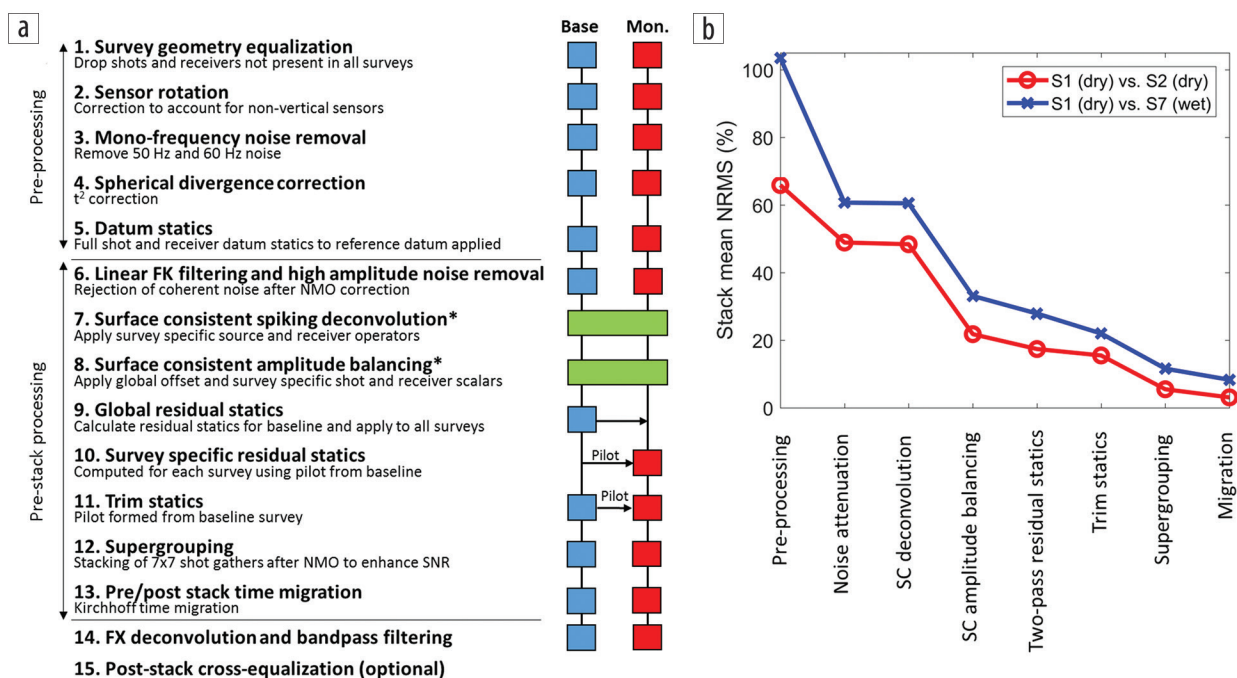 a
Base
Mon.
Pre-processing
1. Survey geometry equalization
Drop shots and receivers not present in all surveys
2. Sensor rotation
Correction to account for non-vertical sensors
3. Mono-frequency noise removal
Remove 50 Hz and 60 Hz noise
4. Spherical divergence correction
t² correction
5. Datum statics
Full shot and receiver datum statics to reference datum applied
Pre-stack processing
6. Linear FK filtering and high amplitude noise removal
Rejection of coherent noise after NMO correction
7. Surface consistent spiking deconvolution*
Apply survey specific source and receiver operators
8. Surface consistent amplitude balancing*
Apply global offset and survey specific shot and receiver scalars
9. Global residual statics
Calculate residual statics for baseline and apply to all surveys
10. Survey specific residual statics
Computed for each survey using pilot from baseline
Pilot
11. Trim statics
Pilot formed from baseline survey
Pilot
12. Supergrouping
Stacking of 7x7 shot gathers after NMO to enhance SNR
13. Pre/post stack time migration
Kirchhoff time migration
14. FX deconvolution and bandpass filtering
15. Post-stack cross-equalization (optional)
b
S1 (dry) vs. S2 (dry)
S1 (dry) vs. S7 (wet)
Stack mean NRMS (%)
100
80
60
40
20
0
Pre-processing
Noise attenuation
SC deconvolution
SC amplitude balancing
Two-pass residual statics
Trim statics
Supergrouping
Migration